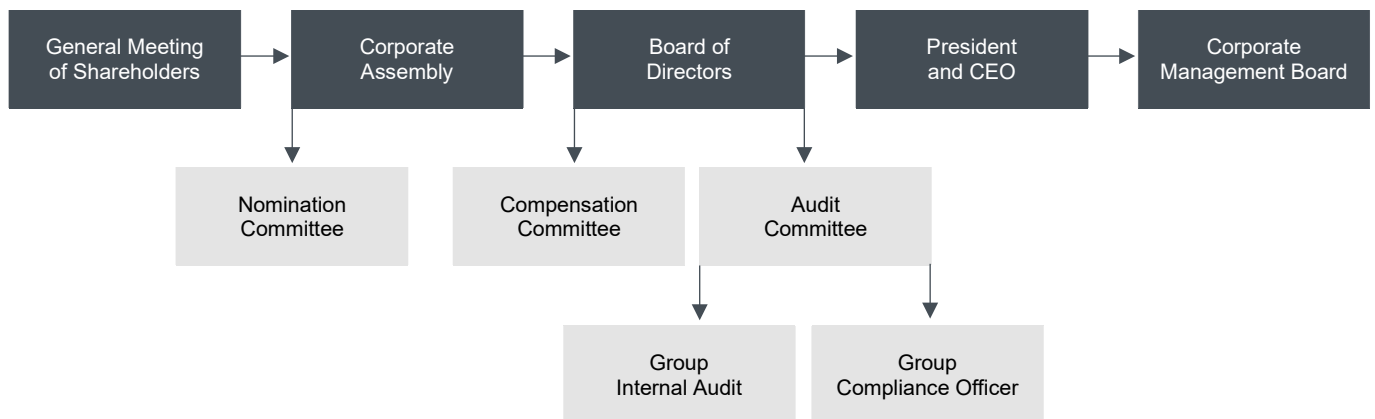 General Meeting
of Shareholders
Corporate
Assembly
Board of
Directors
President
and CEO
Corporate
Management Board
Nomination
Committee
Compensation
Committee
Audit
Committee
Group
Internal Audit
Group
Compliance Officer